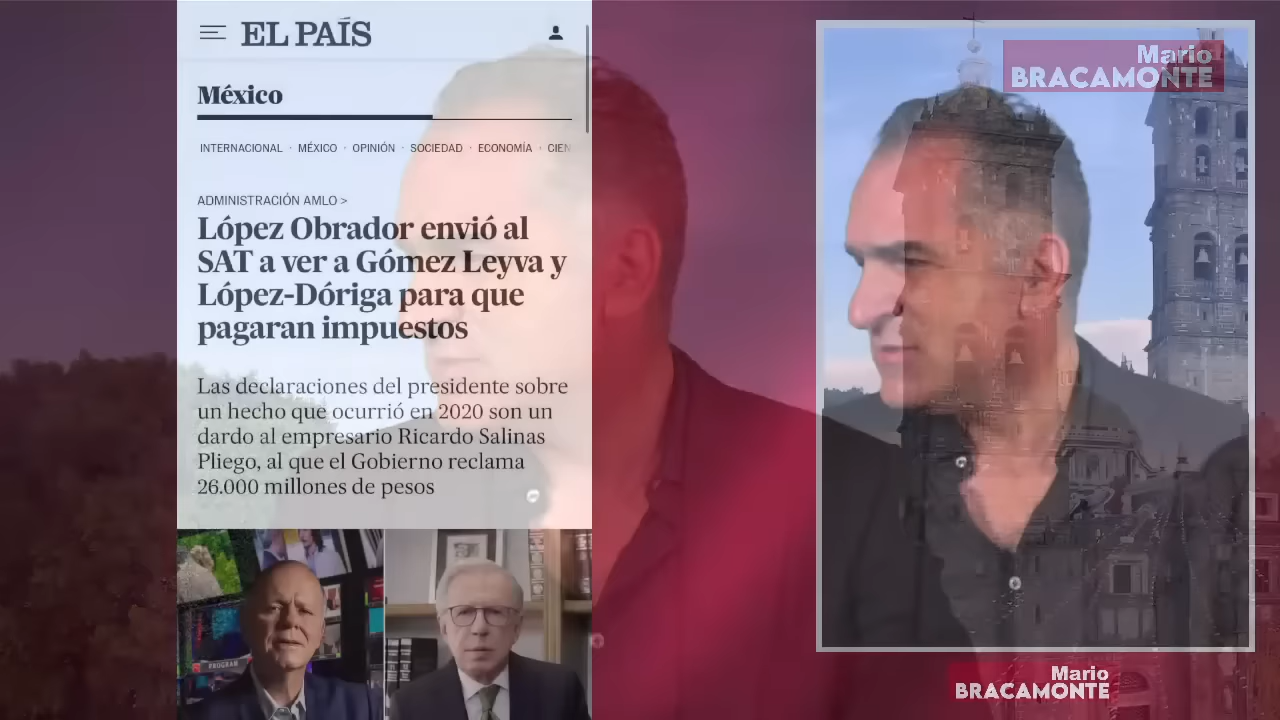 EL PAÍS
México
INTERNACIONAL · MÉXICO · OPINIÓN · SOCIEDAD · ECONOMÍA · CIEN
ADMINISTRACIÓN AMLO >
López Obrador envió al
SAT a ver a Gómez Leyva y
López-Dóriga para que
pagaran impuestos
Las declaraciones del presidente sobre
un hecho que ocurrió en 2020 son un
dardo al empresario Ricardo Salinas
Pliego, al que el Gobierno reclama
26.000 millones de pesos
PROGRAM
Mario
BRACAMONTE
Mario
BRACAMONTE